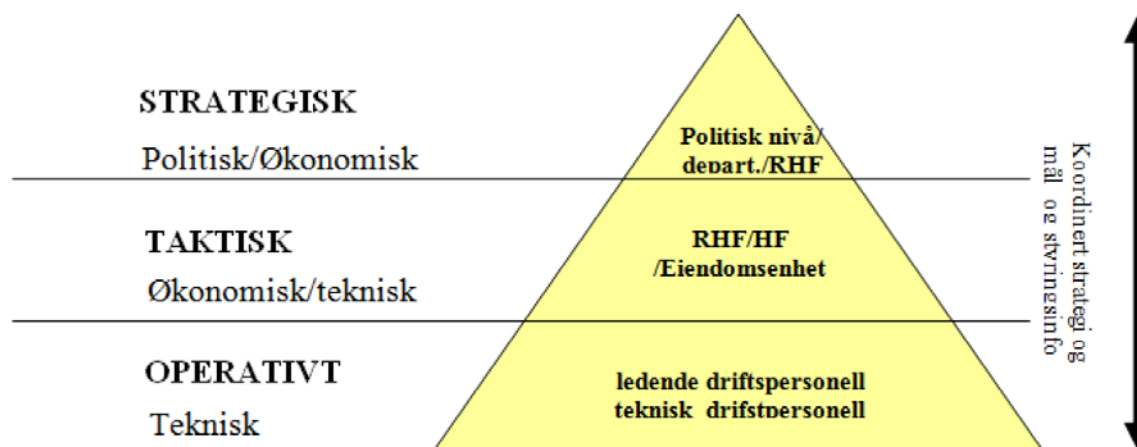 STRATEGISK
Politisk/Økonomisk
Politisk nivå/
depart./RHF
TAKTISK
Økonomisk/teknisk
RHF/HF
/Eiendomsenhet
OPERATIVT
Teknisk
ledende driftspersonell
teknisk drifstpersonell
Koordinert strategi og
mål og styringsinfo